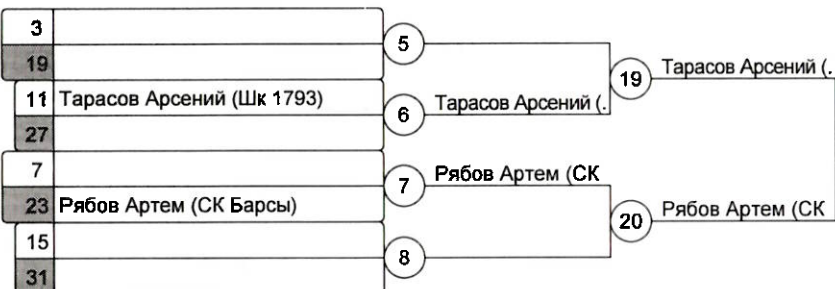 3
5
19
19
Тарасов Арсений (.
11 Тарасов Арсений (Шк 1793)
6
Тарасов Арсений (.
27
7
7
Рябов Артем (СК
23 Рябов Артем (СК Барсы)
20
Рябов Артем (СК
15
8
31